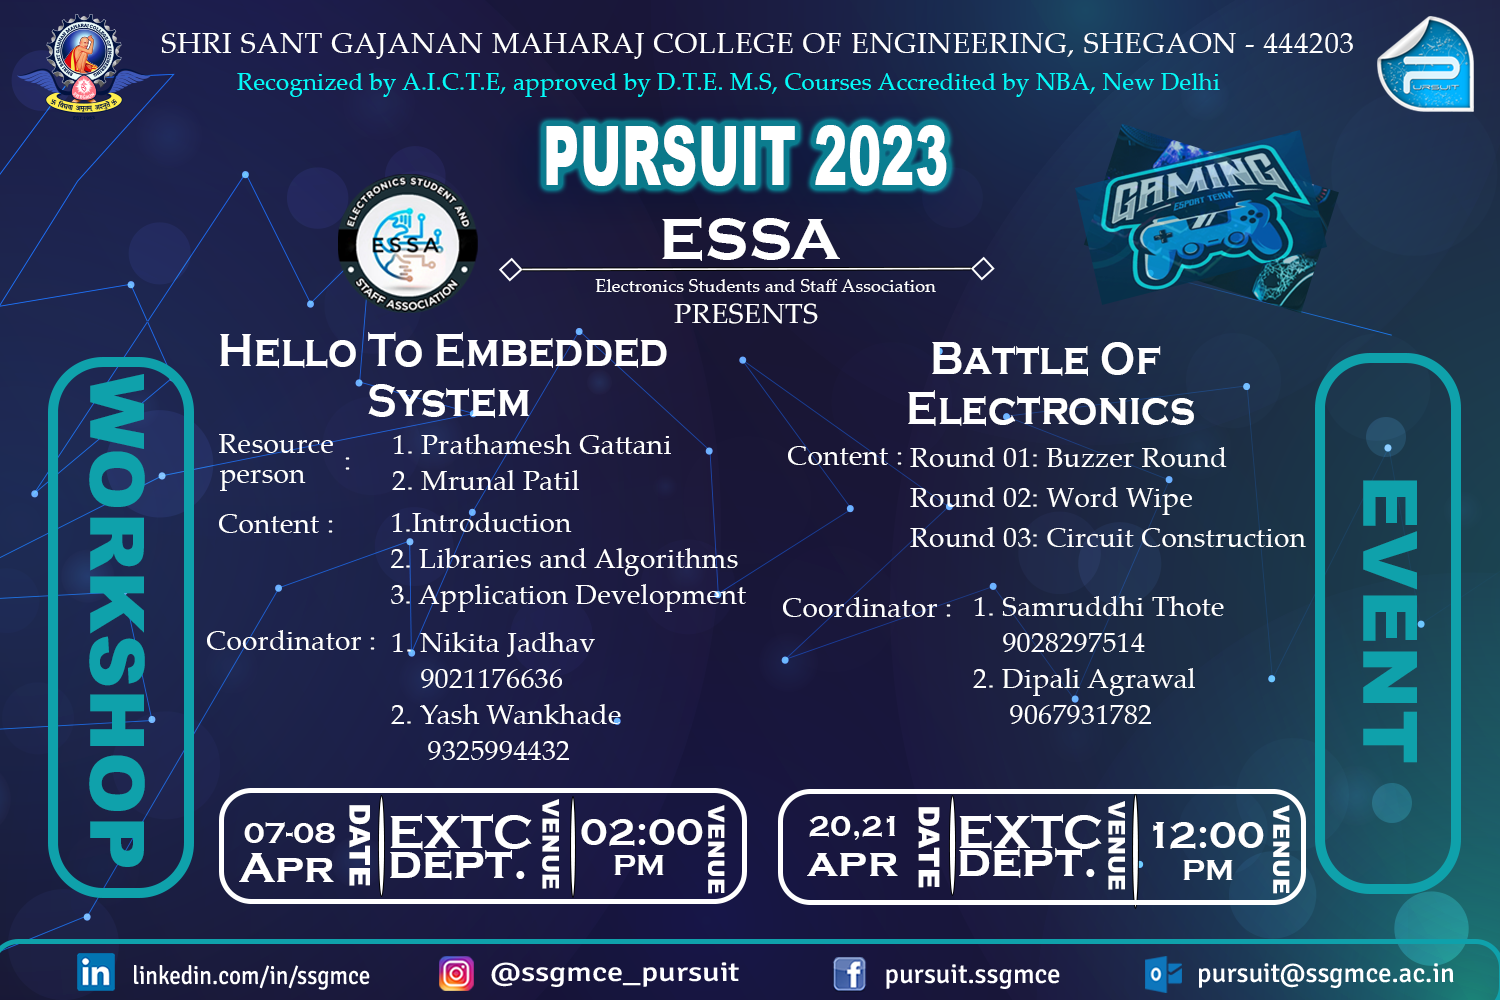 SHRI SANT GAJANAN MAHARAJ COLLEGE OF ENGINEERING, SHEGAON - 444203
Recognized by A.I.C.T.E, approved by D.T.E. M.S, Courses Accredited by NBA, New Delhi
PURSUIT
PURSUIT 2023
ELECTRONICS STUDENT AND
ESSA
STAFF ASSOCIATION
ESSA
Electronics Students and Staff Association
PRESENTS
GAMING
ESPORT TERM
WORKSHOP
HELLO TO EMBEDDED
SYSTEM
Resource
person :
1. Prathamesh Gattani
2. Mrunal Patil
Content :
1.Introduction
2. Libraries and Algorithms
3. Application Development
Coordinator :
1. Nikita Jadhav
9021176636
2. Yash Wankhade
9325994432
07-08
APR
DATE
EXTC
DEPT.
VENUE
02:00
PM
VENUE
BATTLE OF
ELECTRONICS
Content : Round 01: Buzzer Round
Round 02: Word Wipe
Round 03: Circuit Construction
Coordinator :
1. Samruddhi Thote
9028297514
2. Dipali Agrawal
9067931782
20,21
APR
DATE
EXTC
DEPT.
VENUE
12:00
PM
VENUE
EVENT
linkedin.com/in/ssgmce
@ssgmce_pursuit
pursuit.ssgmce
pursuit@ssgmce.ac.in